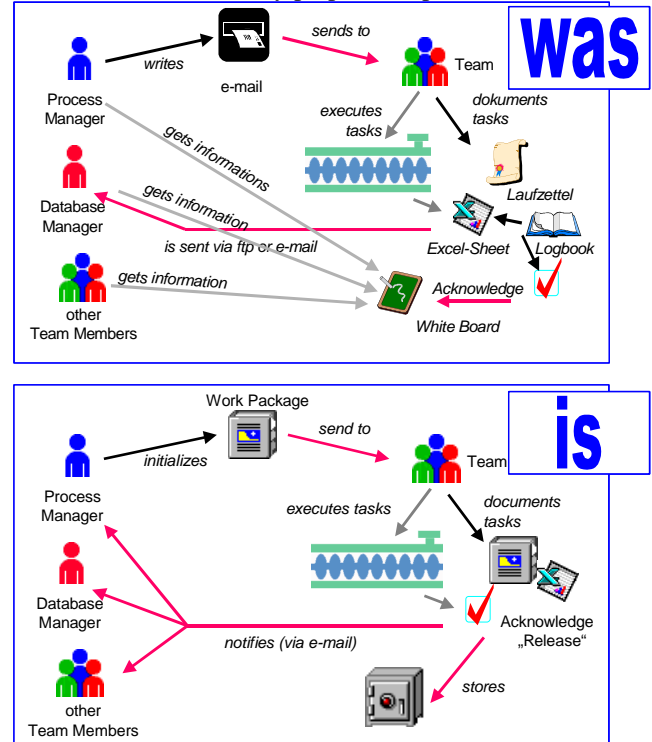 was
sends to
writes
e-mail
Team
Process
Manager
executes
tasks
dokuments
tasks
gets informations
Laufzettel
Database
Manager
gets information
is sent via ftp or e-mail
Excel-Sheet
Logbook
gets information
Acknowledge
other
Team Members
White Board
is
Work Package
send to
initializes
Team
Process
Manager
executes tasks
documents
tasks
Database
Manager
Acknowledge
„Release“
notifies (via e-mail)
stores
other
Team Members